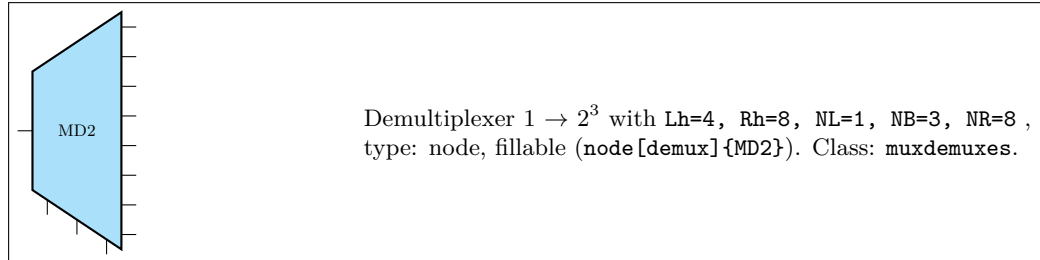 MD2
Demultiplexer 1 → 2³ with Lh=4, Rh=8, NL=1, NB=3, NR=8 ,
type: node, fillable (node[demux]{MD2}). Class: muxdemuxes.